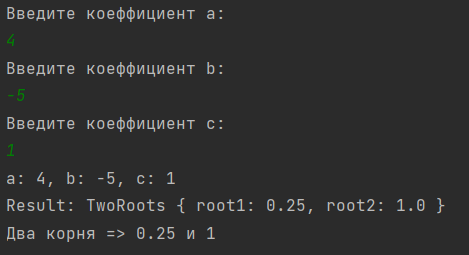 Введите коэффициент a:
4
Введите коэффициент b:
-5
Введите коэффициент c:
1
a: 4, b: -5, c: 1
Result: TwoRoots { root1: 0.25, root2: 1.0 }
Два корня => 0.25 и 1